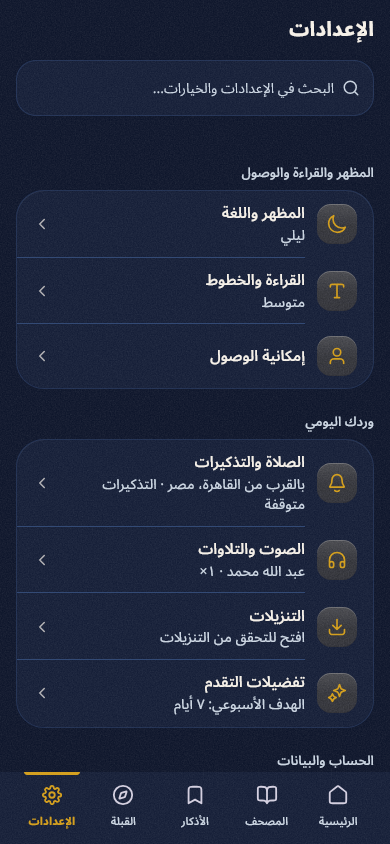 الإعدادات
البحث في الإعدادات والخيارات...
المظهر والقراءة والوصول
المظهر واللغة
ليلي
القراءة والخطوط
متوسط
إمكانية الوصول
وردك اليومي
الصلاة والتذكيرات
بالقرب من القاهرة، مصر · التذكيرات
متوقفة
الصوت والتلاوات
عبد الله محمد · ١×
التنزيلات
افتح للتحقق من التنزيلات
تفضيلات التقدم
الهدف الأسبوعي: ٧ أيام
الحساب والبيانات
الرئيسية
المصحف
الأذكار
القبلة
الإعدادات